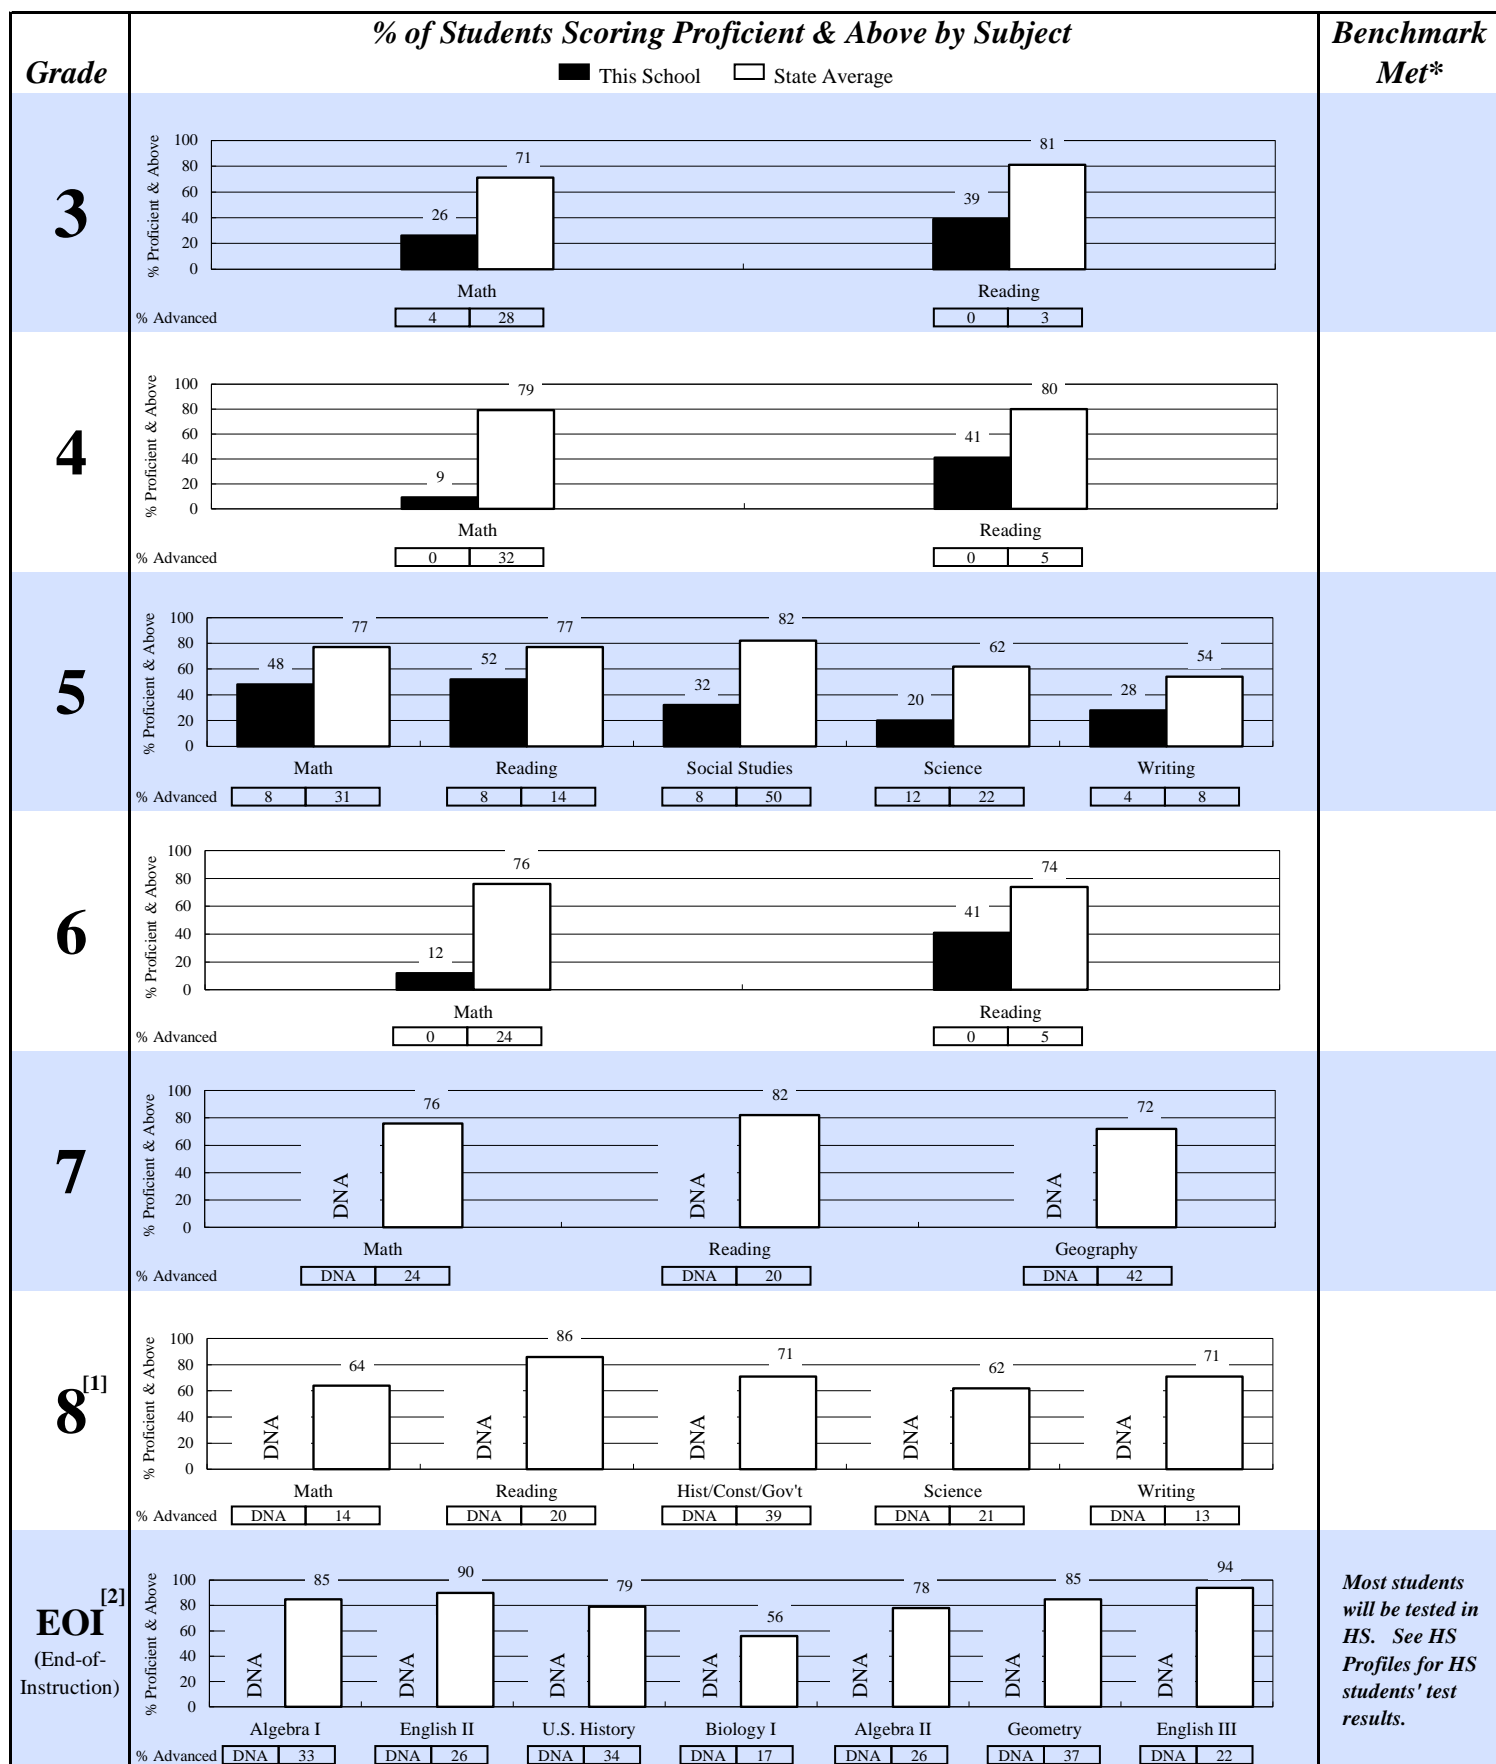 % of Students Scoring Proficient & Above by Subject
Benchmark
Met*
Grade
This School State Average
3
% Proficient & Above
100
80
60
40
20
0
26 71 39 81
Math Reading
% Advanced 4 28 0 3
4
% Proficient & Above
100
80
60
40
20
0
9 79 41 80
Math Reading
% Advanced 0 32 0 5
5
% Proficient & Above
100
80
60
40
20
0
48 77 52 77 32 82 20 62 28 54
Math Reading Social Studies Science Writing
% Advanced 8 31 8 14 8 50 12 22 4 8
6
% Proficient & Above
100
80
60
40
20
0
12 76 41 74
Math Reading
% Advanced 0 24 0 5
7
% Proficient & Above
100
80
60
40
20
0
DNA 76 DNA 82 DNA 72
Math Reading Geography
% Advanced DNA 24 DNA 20 DNA 42
8[1]
% Proficient & Above
100
80
60
40
20
0
DNA 64 DNA 86 DNA 71 DNA 62 DNA 71
Math Reading Hist/Const/Gov't Science Writing
% Advanced DNA 14 DNA 20 DNA 39 DNA 21 DNA 13
EOI[2]
(End-of-
Instruction)
% Proficient & Above
100
80
60
40
20
0
DNA 85 DNA 90 DNA 79 DNA 56 DNA 78 DNA 85 DNA 94
Algebra I English II U.S. History Biology I Algebra II Geometry English III
% Advanced DNA 33 DNA 26 DNA 34 DNA 17 DNA 26 DNA 37 DNA 22
Most students
will be tested in
HS. See HS
Profiles for HS
students' test
results.